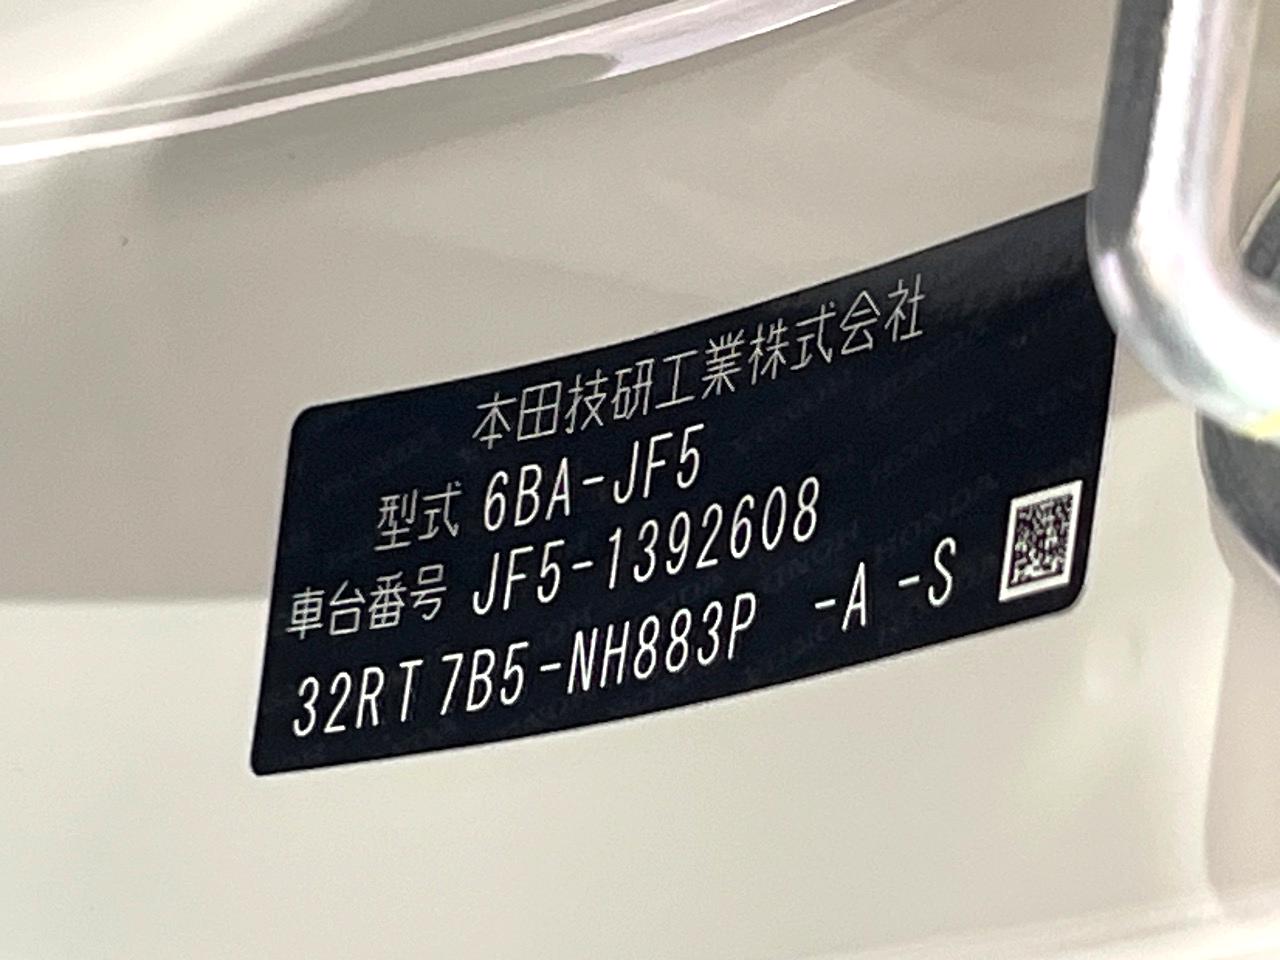 本田技研工業株式会社
型式 6BA-JF5
車台番号 JF5-1392608
32RT 7B5-NH883P -A -S